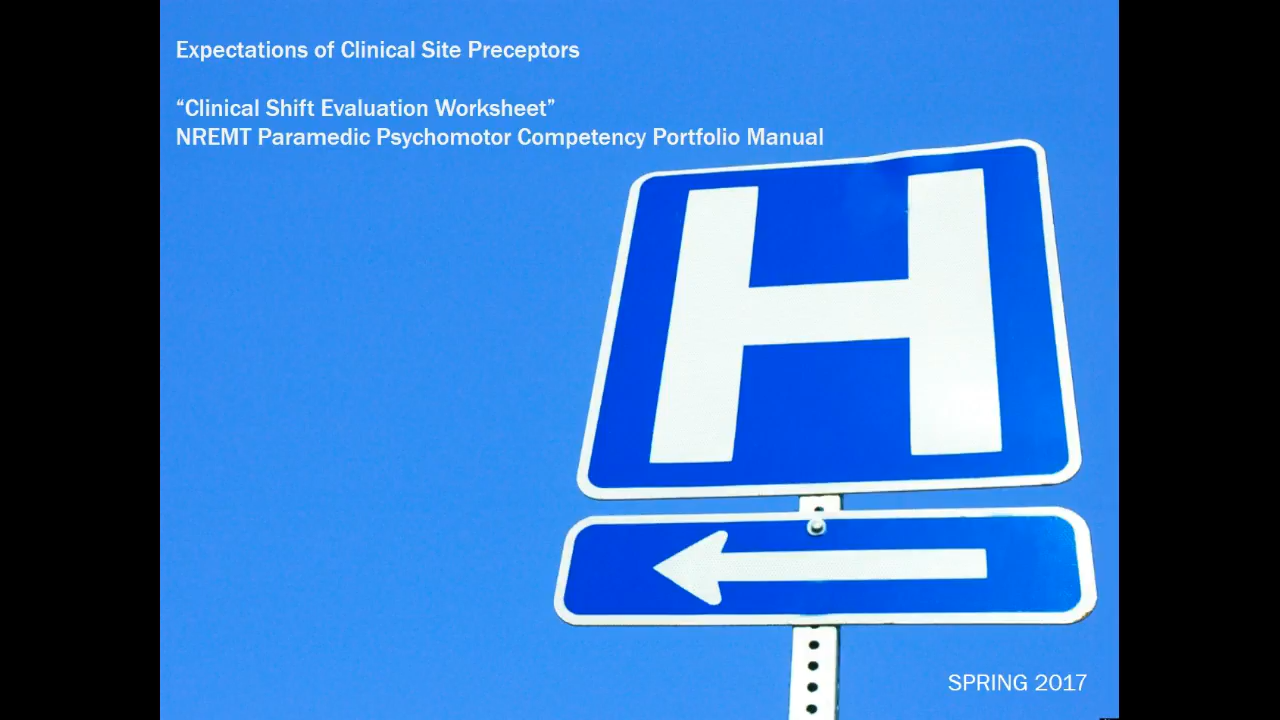 Expectations of Clinical Site Preceptors
“Clinical Shift Evaluation Worksheet”
NREMT Paramedic Psychomotor Competency Portfolio Manual
H
SPRING 2017